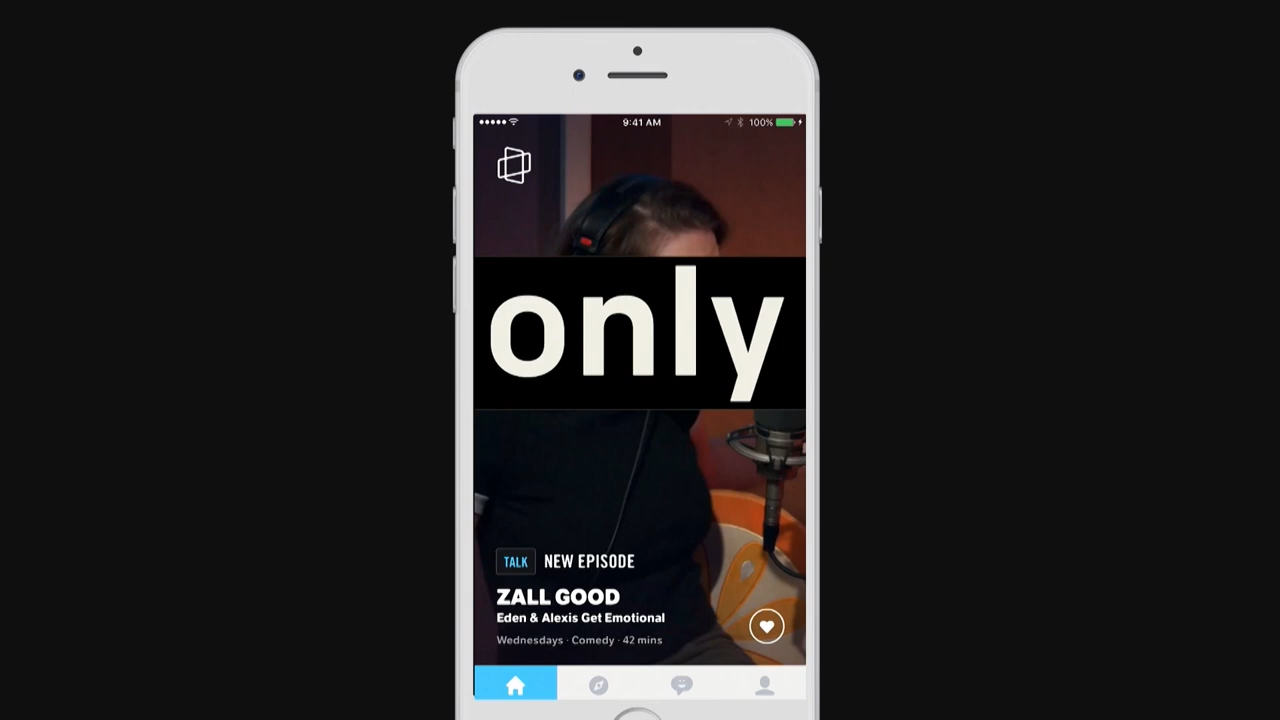 9:41 AM
100%
only
TALK NEW EPISODE
ZALL GOOD
Eden & Alexis Get Emotional
Wednesdays · Comedy · 42 mins